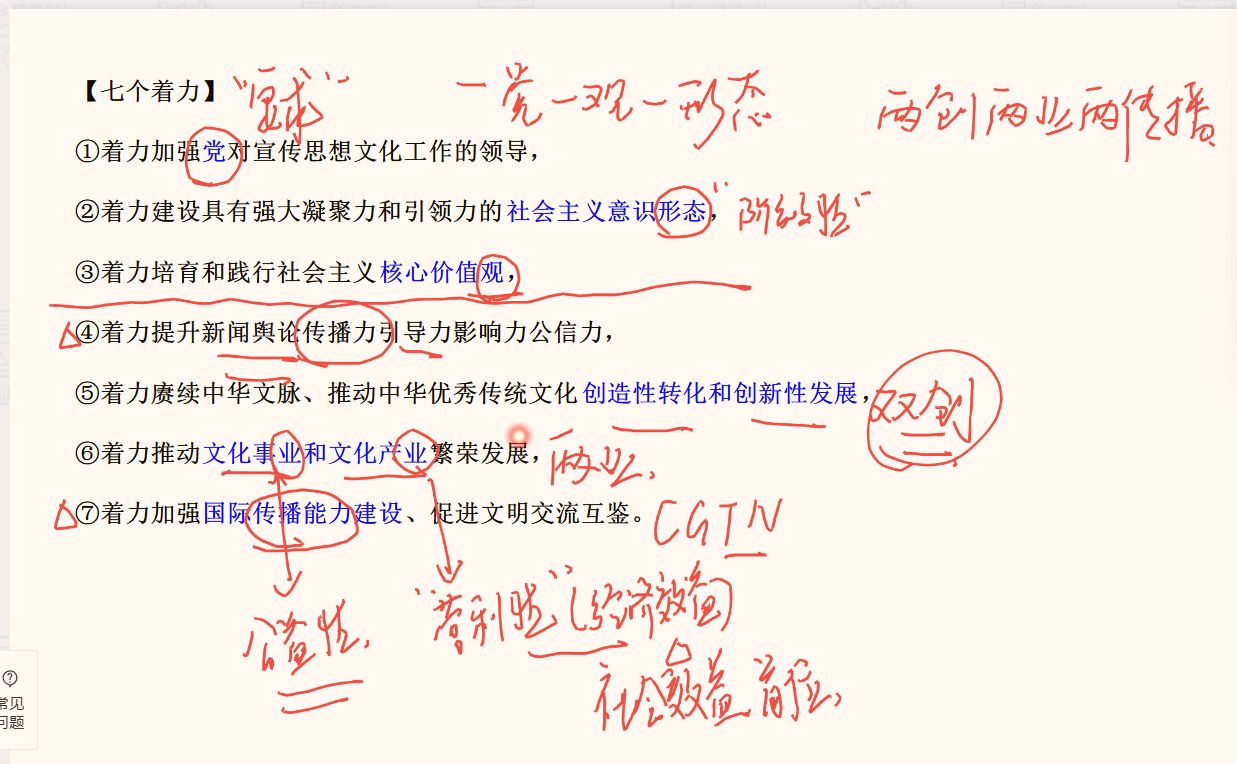 【七个着力】 “要求” 一党一观一形态 两创两业两传播
①着力加强党对宣传思想文化工作的领导，
②着力建设具有强大凝聚力和引领力的社会主义意识形态， “阶级性”
③着力培育和践行社会主义核心价值观，
④着力提升新闻舆论传播力引导力影响力公信力，
⑤着力赓续中华文脉、推动中华优秀传统文化创造性转化和创新性发展， 双创
⑥着力推动文化事业和文化产业繁荣发展， 两业。
⑦着力加强国际传播能力建设、促进文明交流互鉴。 CGTN
公益性. “营利性”（经济效益）
社会效益 首位.
常见
问题